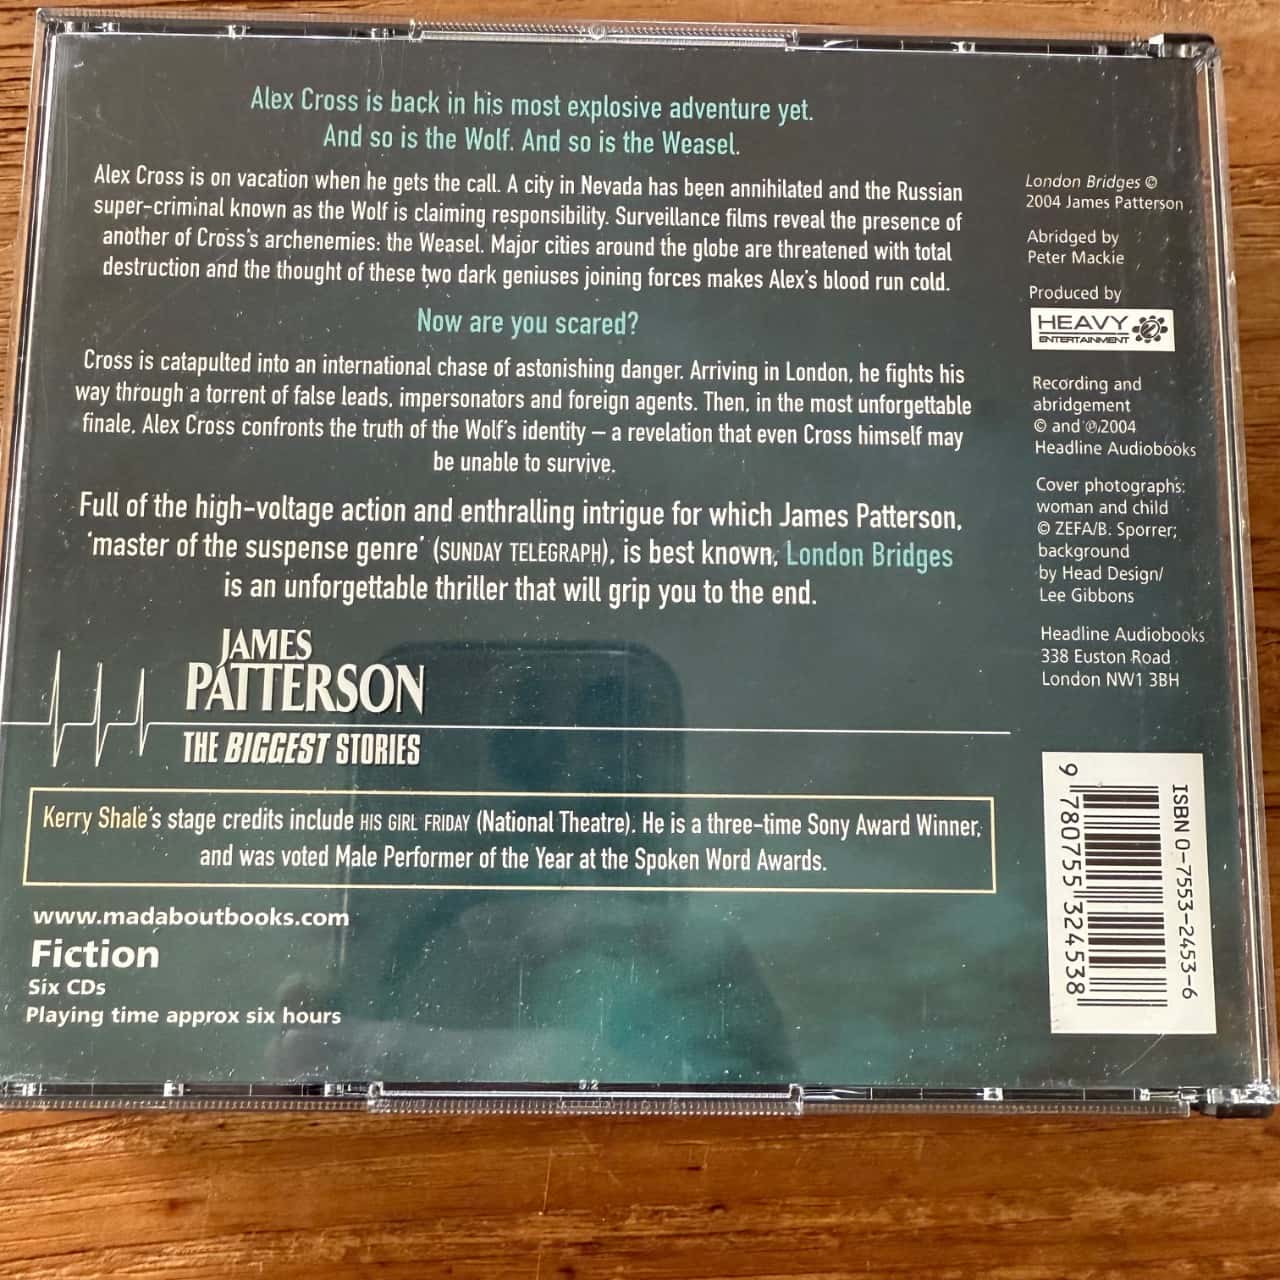 Alex Cross is back in his most explosive adventure yet.
And so is the Wolf. And so is the Weasel.
Alex Cross is on vacation when he gets the call. A city in Nevada has been annihilated and the Russian
super-criminal known as the Wolf is claiming responsibility. Surveillance films reveal the presence of
another of Cross's archenemies: the Weasel. Major cities around the globe are threatened with total
destruction and the thought of these two dark geniuses joining forces makes Alex's blood run cold.
Now are you scared?
Cross is catapulted into an international chase of astonishing danger. Arriving in London, he fights his
way through a torrent of false leads, impersonators and foreign agents. Then, in the most unforgettable
finale, Alex Cross confronts the truth of the Wolf's identity – a revelation that even Cross himself may
be unable to survive.
Full of the high-voltage action and enthralling intrigue for which James Patterson,
'master of the suspense genre' (SUNDAY TELEGRAPH), is best known, London Bridges
is an unforgettable thriller that will grip you to the end.
JAMES
PATTERSON
THE BIGGEST STORIES
Kerry Shale's stage credits include HIS GIRL FRIDAY (National Theatre). He is a three-time Sony Award Winner,
and was voted Male Performer of the Year at the Spoken Word Awards.
www.madaboutbooks.com
Fiction
Six CDs
Playing time approx six hours
London Bridges ©
2004 James Patterson
Abridged by
Peter Mackie
Produced by
HEAVY
ENTERTAINMENT
Recording and
abridgement
© and ℗ 2004
Headline Audiobooks
Cover photographs:
woman and child
© ZEFA/B. Sporrer;
background
by Head Design/
Lee Gibbons
Headline Audiobooks
338 Euston Road
London NW1 3BH
ISBN 0-7553-2453-6
9 780755 324538